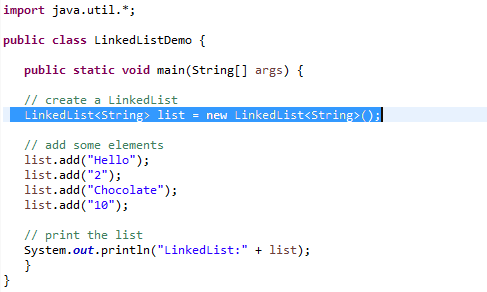 import java.util.*;
public class LinkedListDemo {
public static void main(String[] args) {
// create a LinkedList
LinkedList<String> list = new LinkedList<String>();
// add some elements
list.add("Hello");
list.add("2");
list.add("Chocolate");
list.add("10");
// print the list
System.out.println("LinkedList:" + list);
}
}